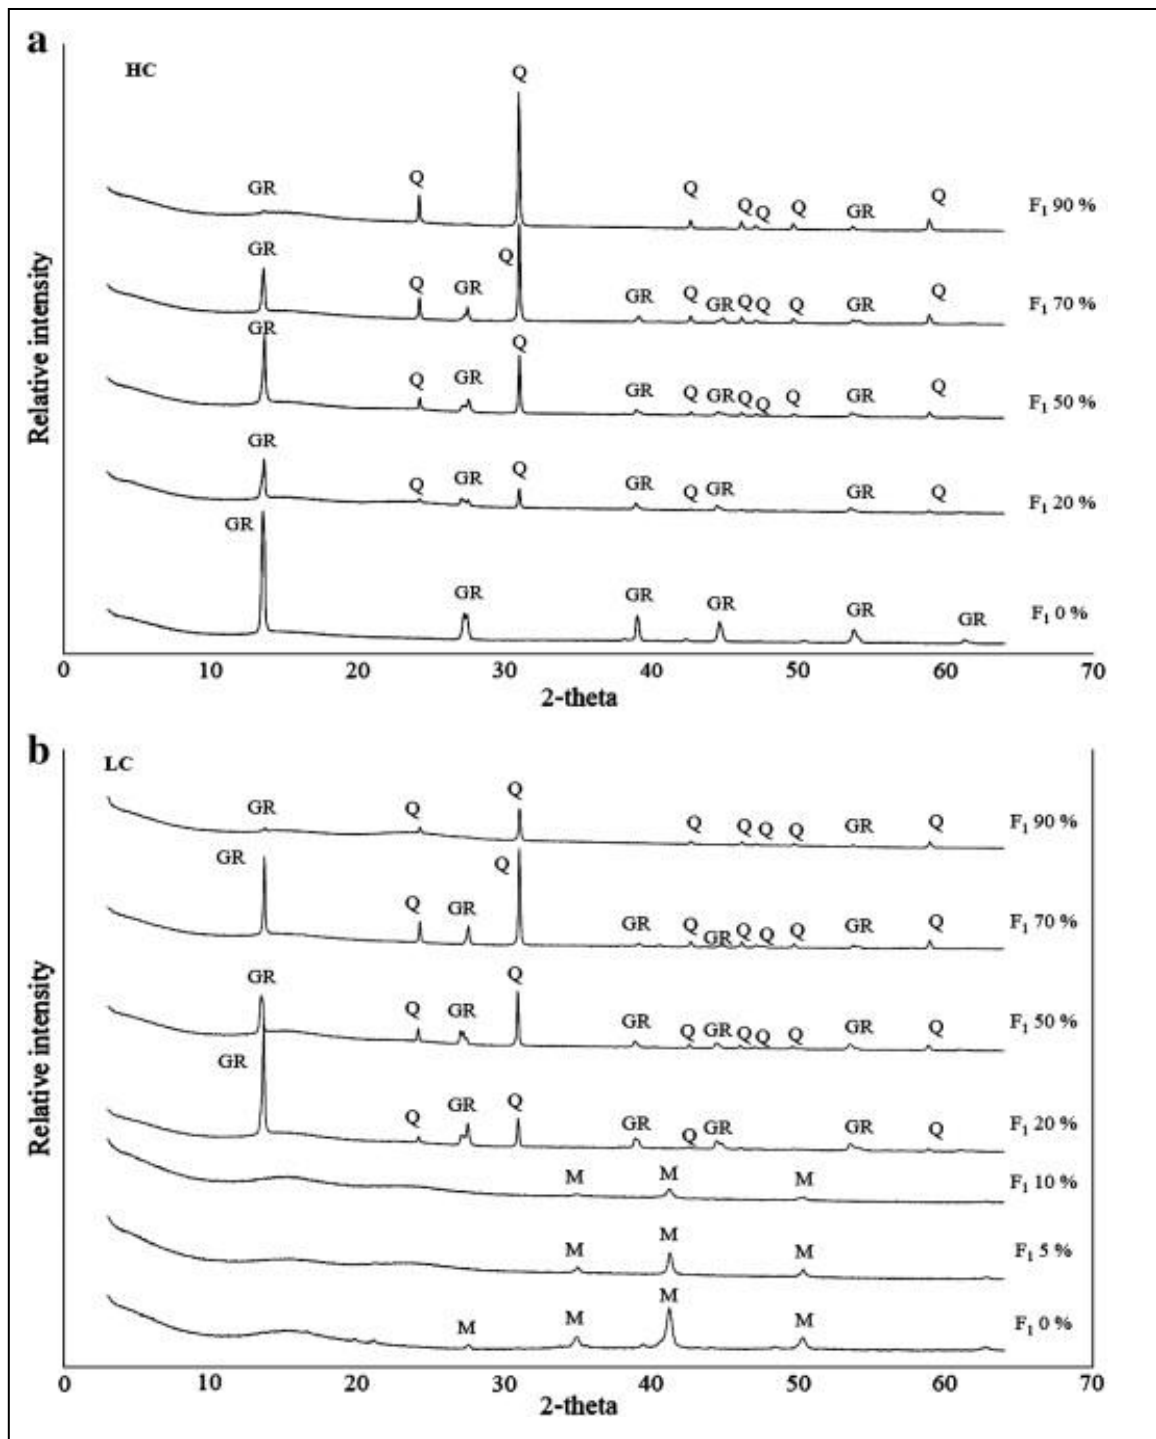 a
HC
Q
GR Q Q Q Q Q GR Q F₁ 90 %
GR Q GR Q GR Q GR Q Q Q GR Q F₁ 70 %
GR Q GR Q GR Q GR Q Q Q GR Q F₁ 50 %
GR Q GR Q GR Q GR GR Q F₁ 20 %
GR GR GR GR GR GR F₁ 0 %
Relative intensity
0 10 20 30 40 50 60 70
2-theta
b
LC
GR Q Q Q Q Q Q GR Q F₁ 90 %
GR Q GR Q GR Q GR Q Q Q GR Q F₁ 70 %
GR Q GR Q GR Q GR Q Q Q GR Q F₁ 50 %
GR Q GR Q GR Q GR GR Q F₁ 20 %
M M M F₁ 10 %
M M M F₁ 5 %
M M M M F₁ 0 %
Relative intensity
Relative intensity
0 10 20 30 40 50 60 70
2-theta